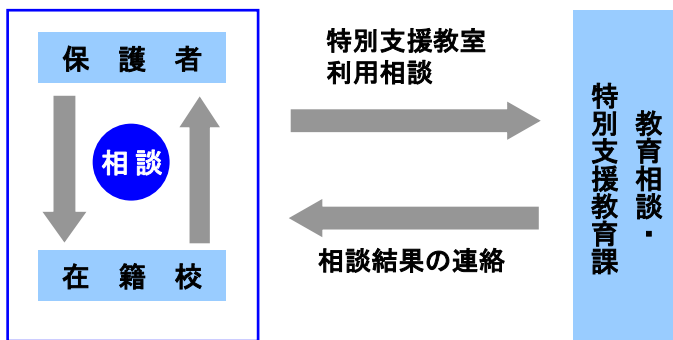 保護者
相談
在籍校
特別支援教室
利用相談
相談結果の連絡
教育相談・
特別支援教育課